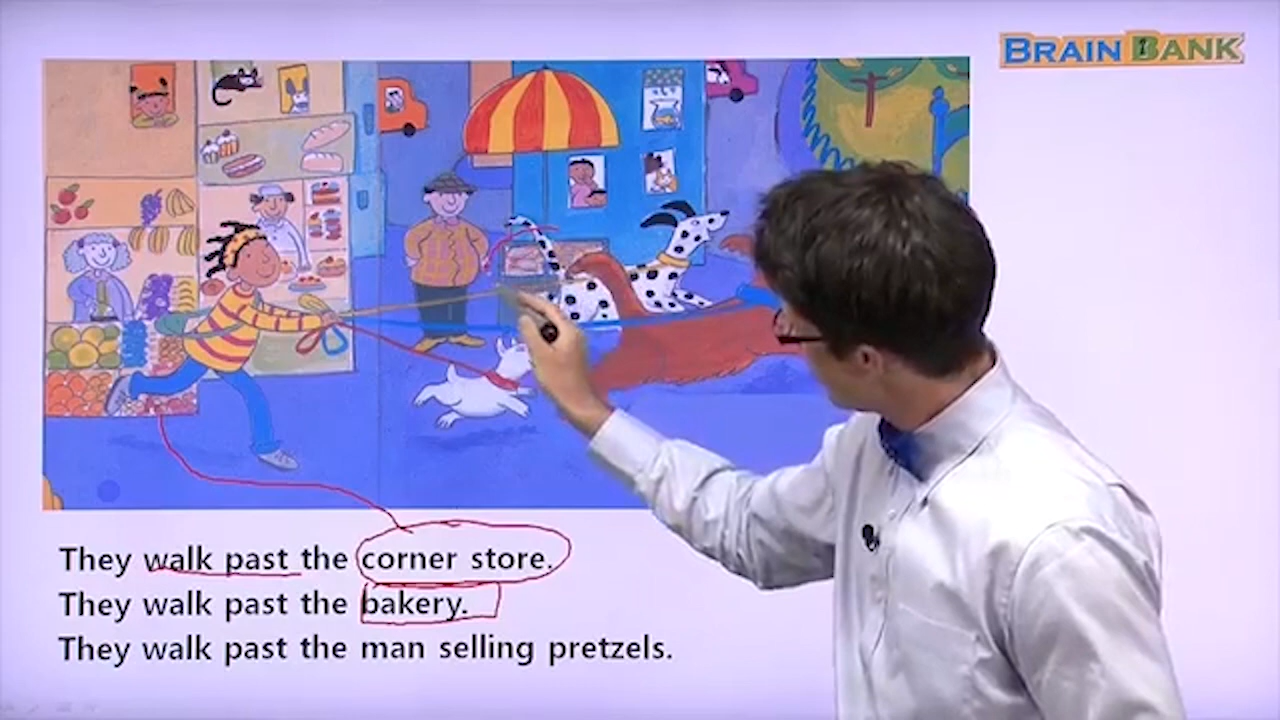 BRAIN BANK
They walk past the corner store.
They walk past the bakery.
They walk past the man selling pretzels.